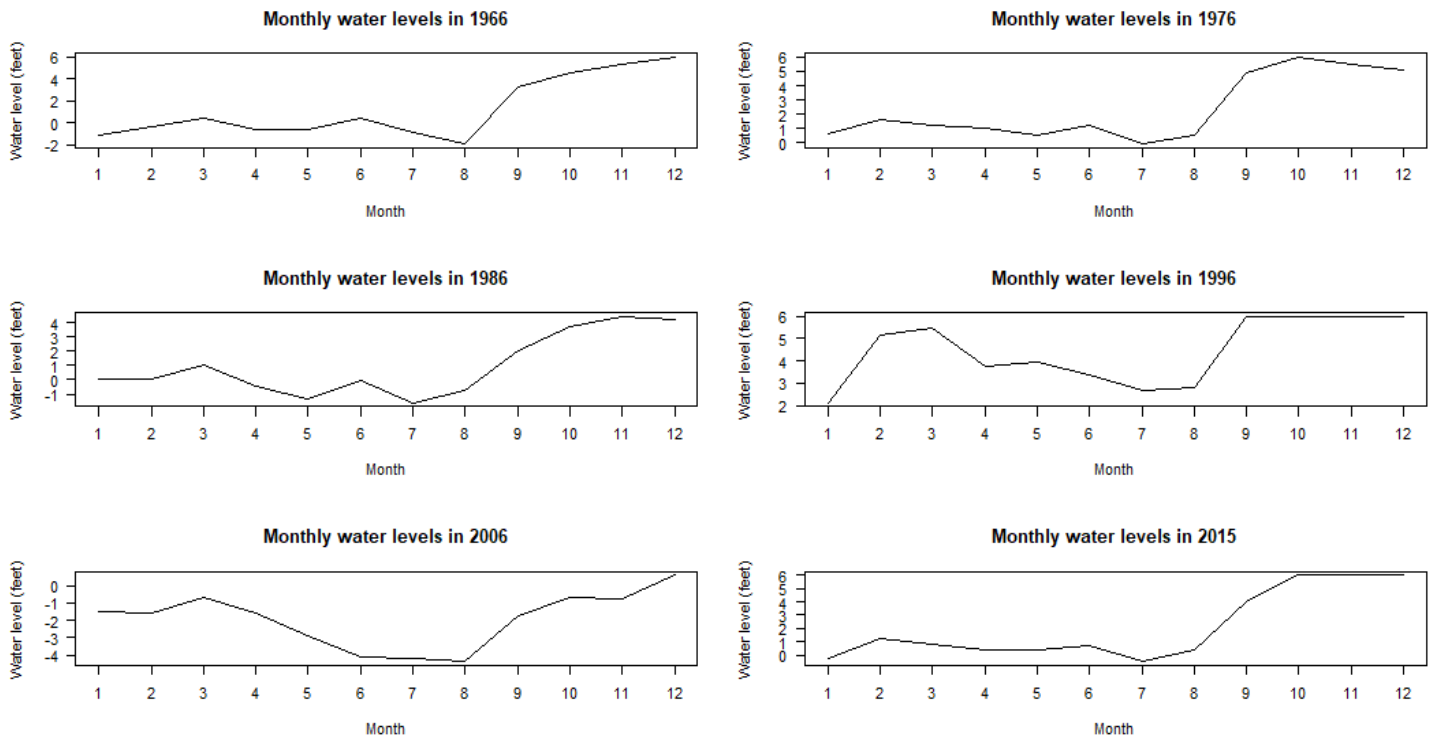 Monthly water levels in 1966
Water level (feet)
6
4
2
0
-2
1 2 3 4 5 6 7 8 9 10 11 12
Month
Monthly water levels in 1976
Water level (feet)
6
5
4
3
2
1
0
1 2 3 4 5 6 7 8 9 10 11 12
Month
Monthly water levels in 1986
Water level (feet)
4
3
2
1
0
-1
1 2 3 4 5 6 7 8 9 10 11 12
Month
Monthly water levels in 1996
Water level (feet)
6
5
4
3
2
1 2 3 4 5 6 7 8 9 10 11 12
Month
Monthly water levels in 2006
Water level (feet)
0
-1
-2
-3
-4
1 2 3 4 5 6 7 8 9 10 11 12
Month
Monthly water levels in 2015
Water level (feet)
6
5
4
3
2
1
0
1 2 3 4 5 6 7 8 9 10 11 12
Month